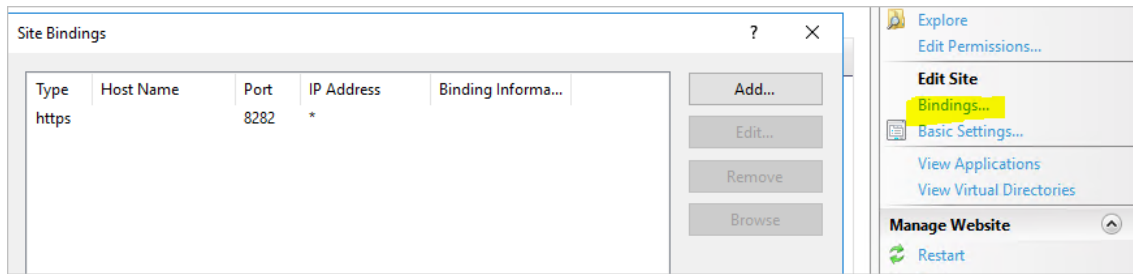 Site Bindings ? ×
Type Host Name Port IP Address Binding Informa...
https 8282 *
Add...
Edit...
Remove
Browse
Explore
Edit Permissions...
Edit Site
Bindings...
Basic Settings...
View Applications
View Virtual Directories
Manage Website
Restart